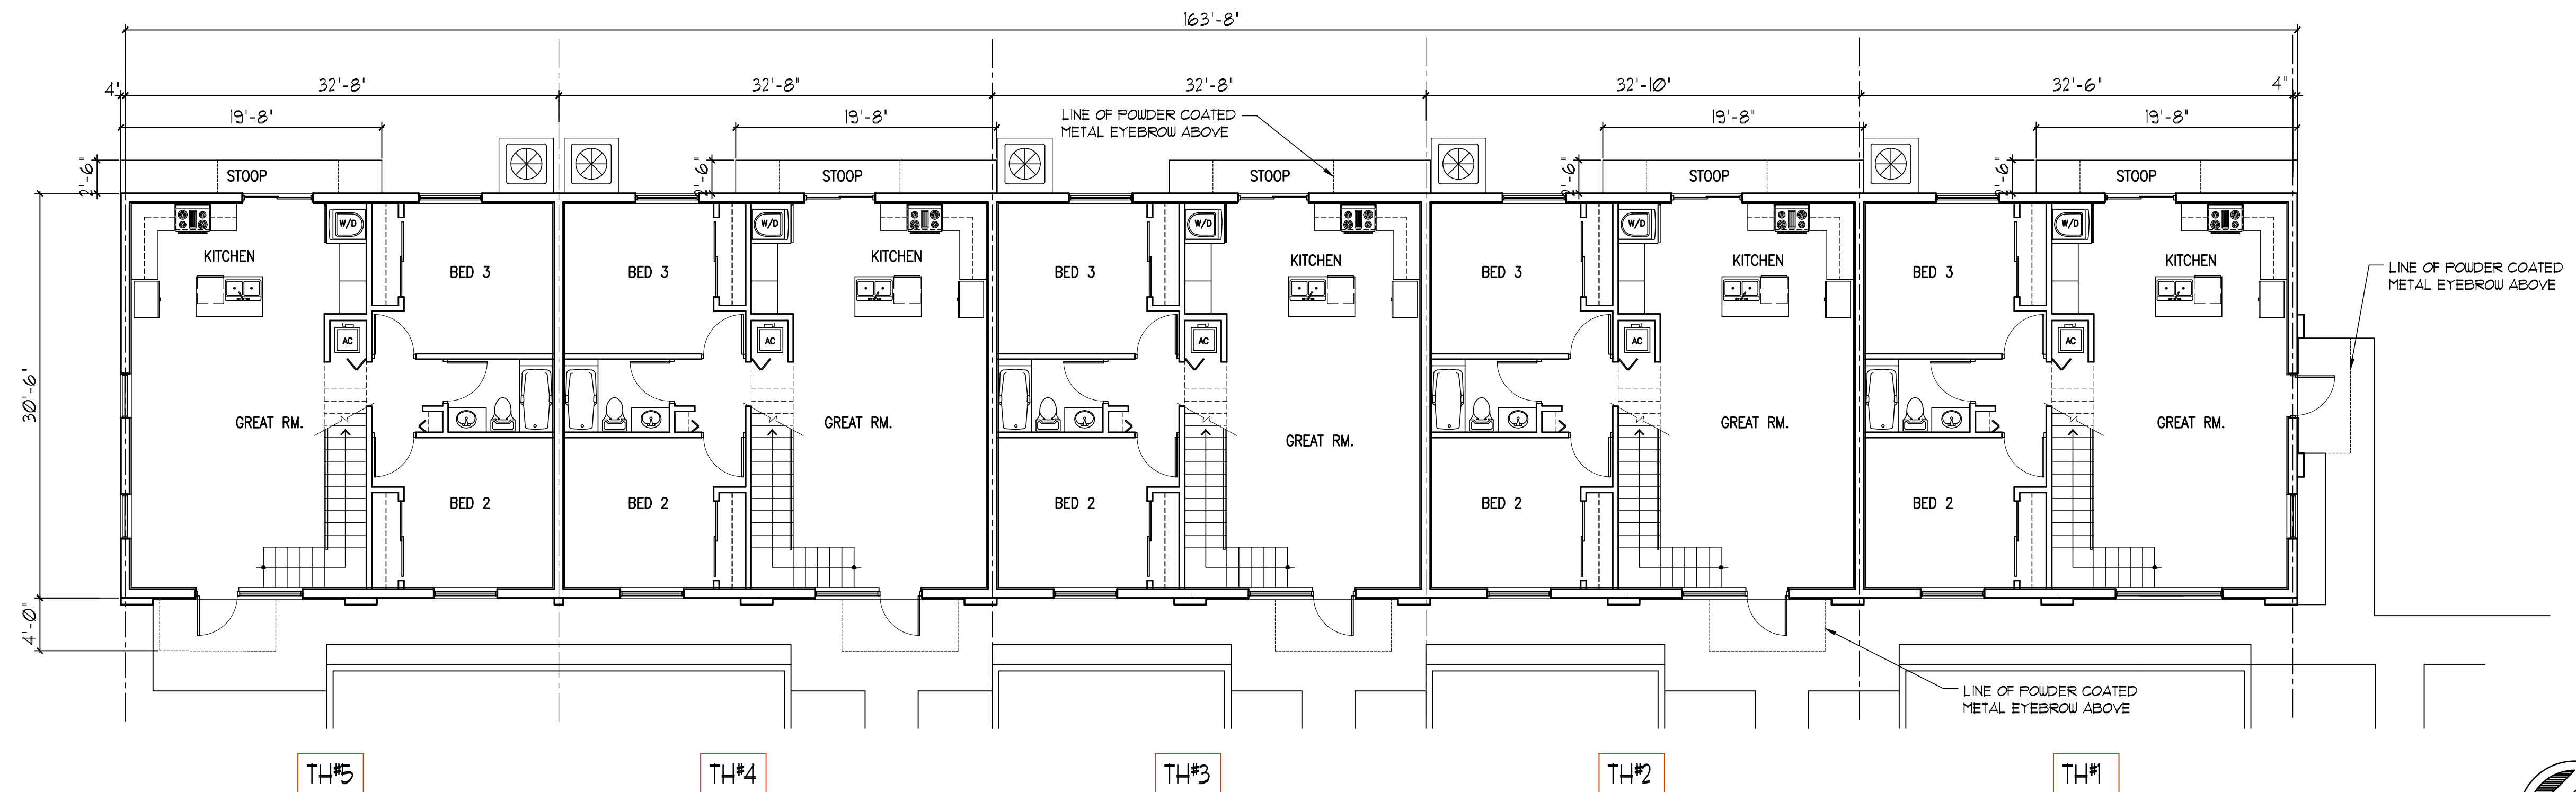 163'-8"
4" 32'-8" 32'-8" 32'-8" 32'-10" 32'-6" 4"
19'-8" 19'-8" 19'-8" 19'-8"
LINE OF POWDER COATED
METAL EYEBROW ABOVE
2'-6" 2'-6" 2'-6" 2'-6"
STOOP STOOP STOOP STOOP STOOP
W/D W/D W/D W/D W/D
KITCHEN KITCHEN KITCHEN KITCHEN KITCHEN
BED 3 BED 3 BED 3 BED 3 BED 3
LINE OF POWDER COATED
METAL EYEBROW ABOVE
AC AC AC AC AC
30'-6"
GREAT RM. GREAT RM. GREAT RM. GREAT RM. GREAT RM.
BED 2 BED 2 BED 2 BED 2 BED 2
4'-0"
LINE OF POWDER COATED
METAL EYEBROW ABOVE
TH#5 TH#4 TH#3 TH#2 TH#1